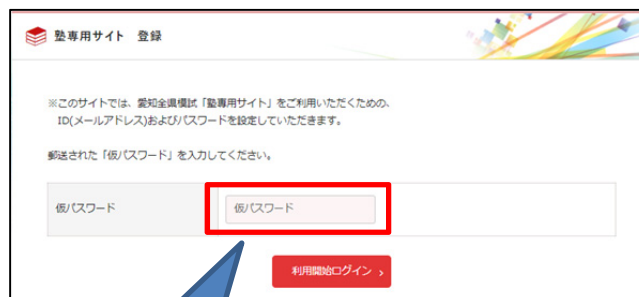 塾専用サイト 登録
※このサイトでは、愛知全県模試「塾専用サイト」をご利用いただくための、
ID(メールアドレス)およびパスワードを設定していただきます。
郵送された「仮パスワード」を入力してください。
仮パスワード
仮パスワード
利用開始ログイン ›